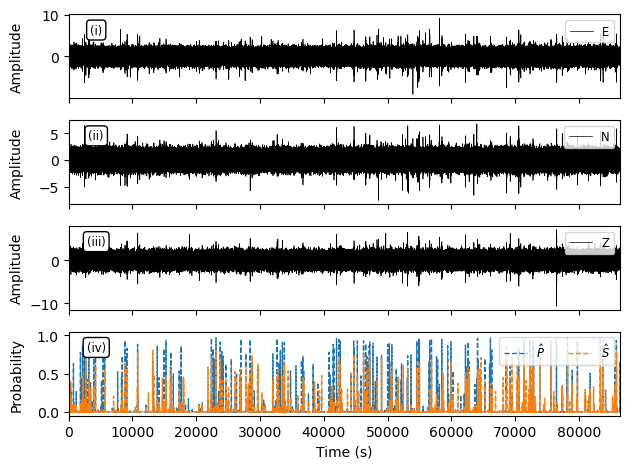 10
0
Amplitude
(i)
E
5
0
−5
Amplitude
(ii)
N
0
−10
Amplitude
(iii)
Z
1.0
0.5
0.0
Probability
(iv)
P̂ Ŝ
0 10000 20000 30000 40000 50000 60000 70000 80000
Time (s)